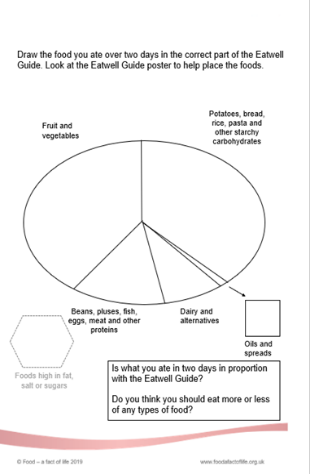 Draw the food you ate over two days in the correct part of the Eatwell
Guide. Look at the Eatwell Guide poster to help place the foods.
Fruit and
vegetables
Potatoes, bread,
rice, pasta and
other starchy
carbohydrates
Beans, pluses, fish,
eggs, meat and other
proteins
Dairy and
alternatives
Oils and
spreads
Foods high in fat,
salt or sugars
Is what you ate in two days in proportion
with the Eatwell Guide?
Do you think you should eat more or less
of any types of food?
© Food – a fact of life 2019
www.foodafactoflife.org.uk